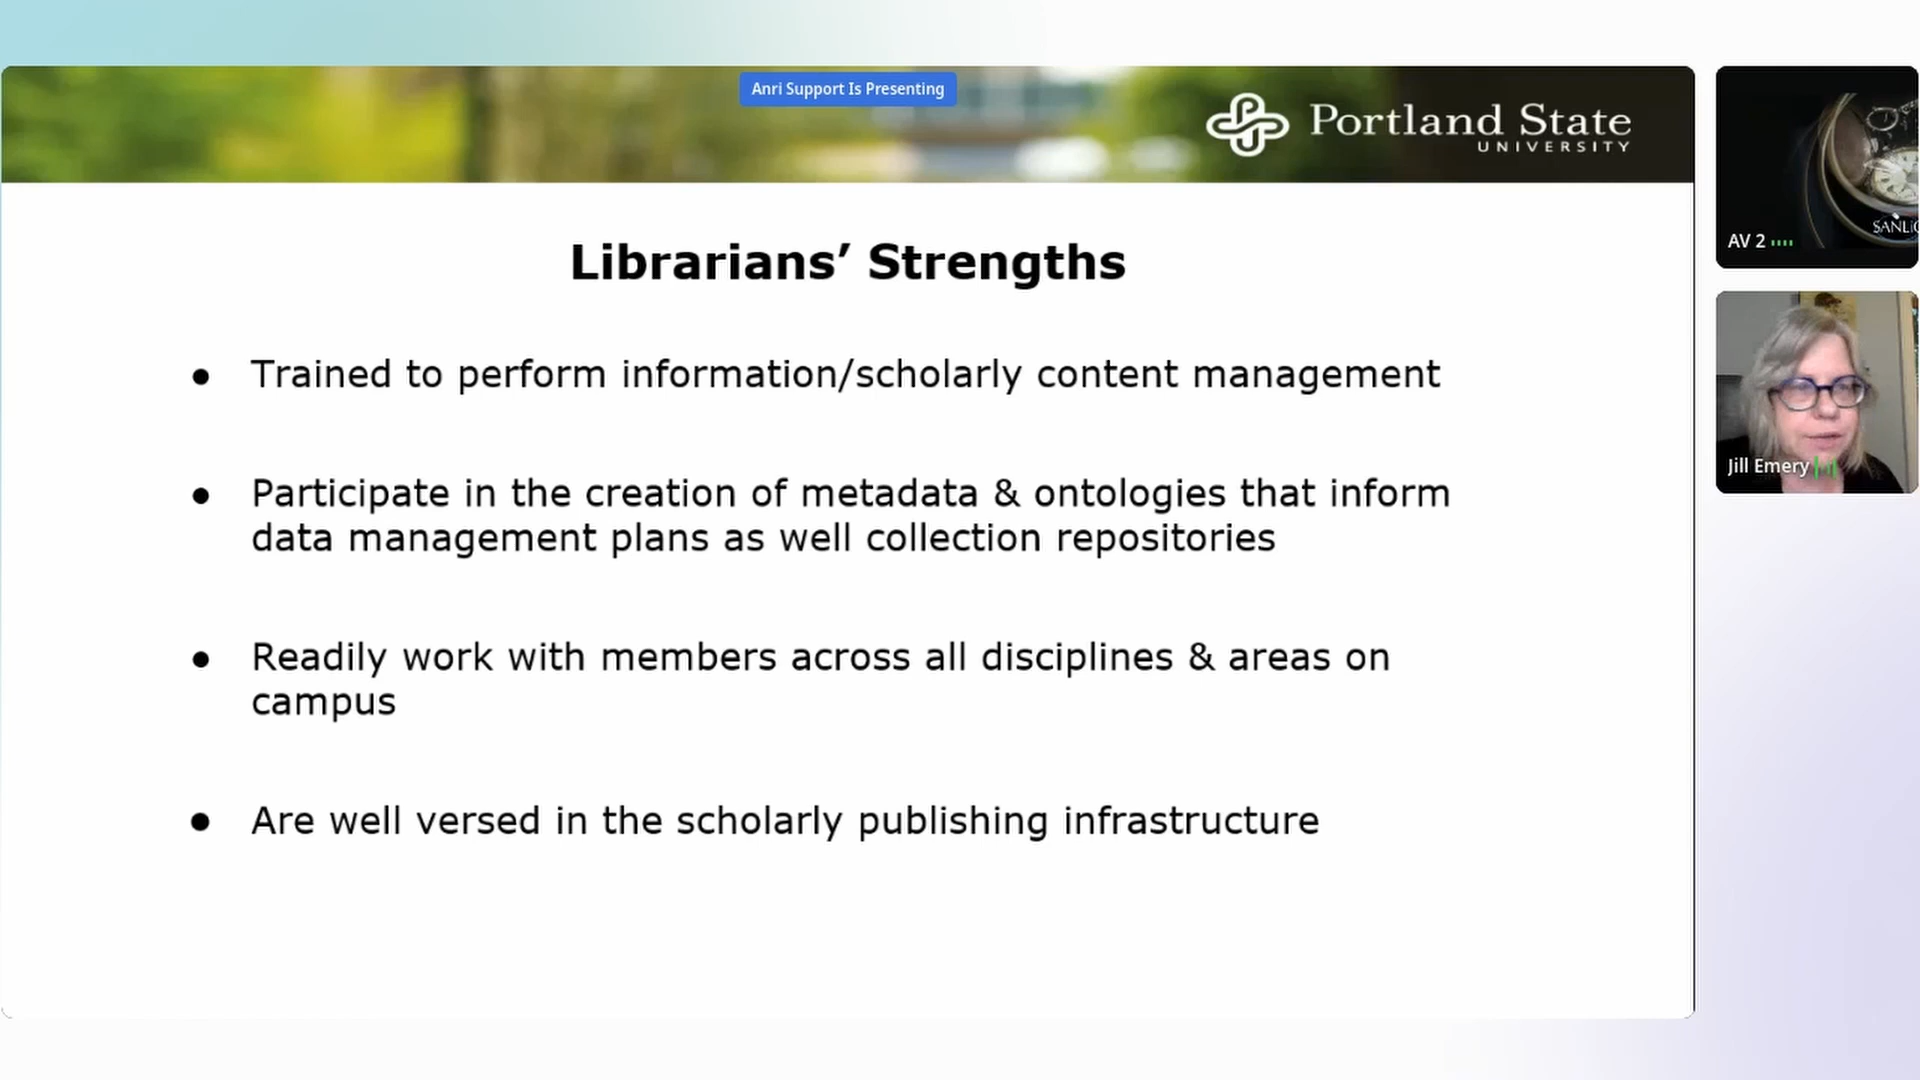 Anri Support Is Presenting
Portland State
UNIVERSITY
Librarians’ Strengths
● Trained to perform information/scholarly content management
● Participate in the creation of metadata & ontologies that inform
data management plans as well collection repositories
● Readily work with members across all disciplines & areas on
campus
● Are well versed in the scholarly publishing infrastructure
AV 2
Jill Emery